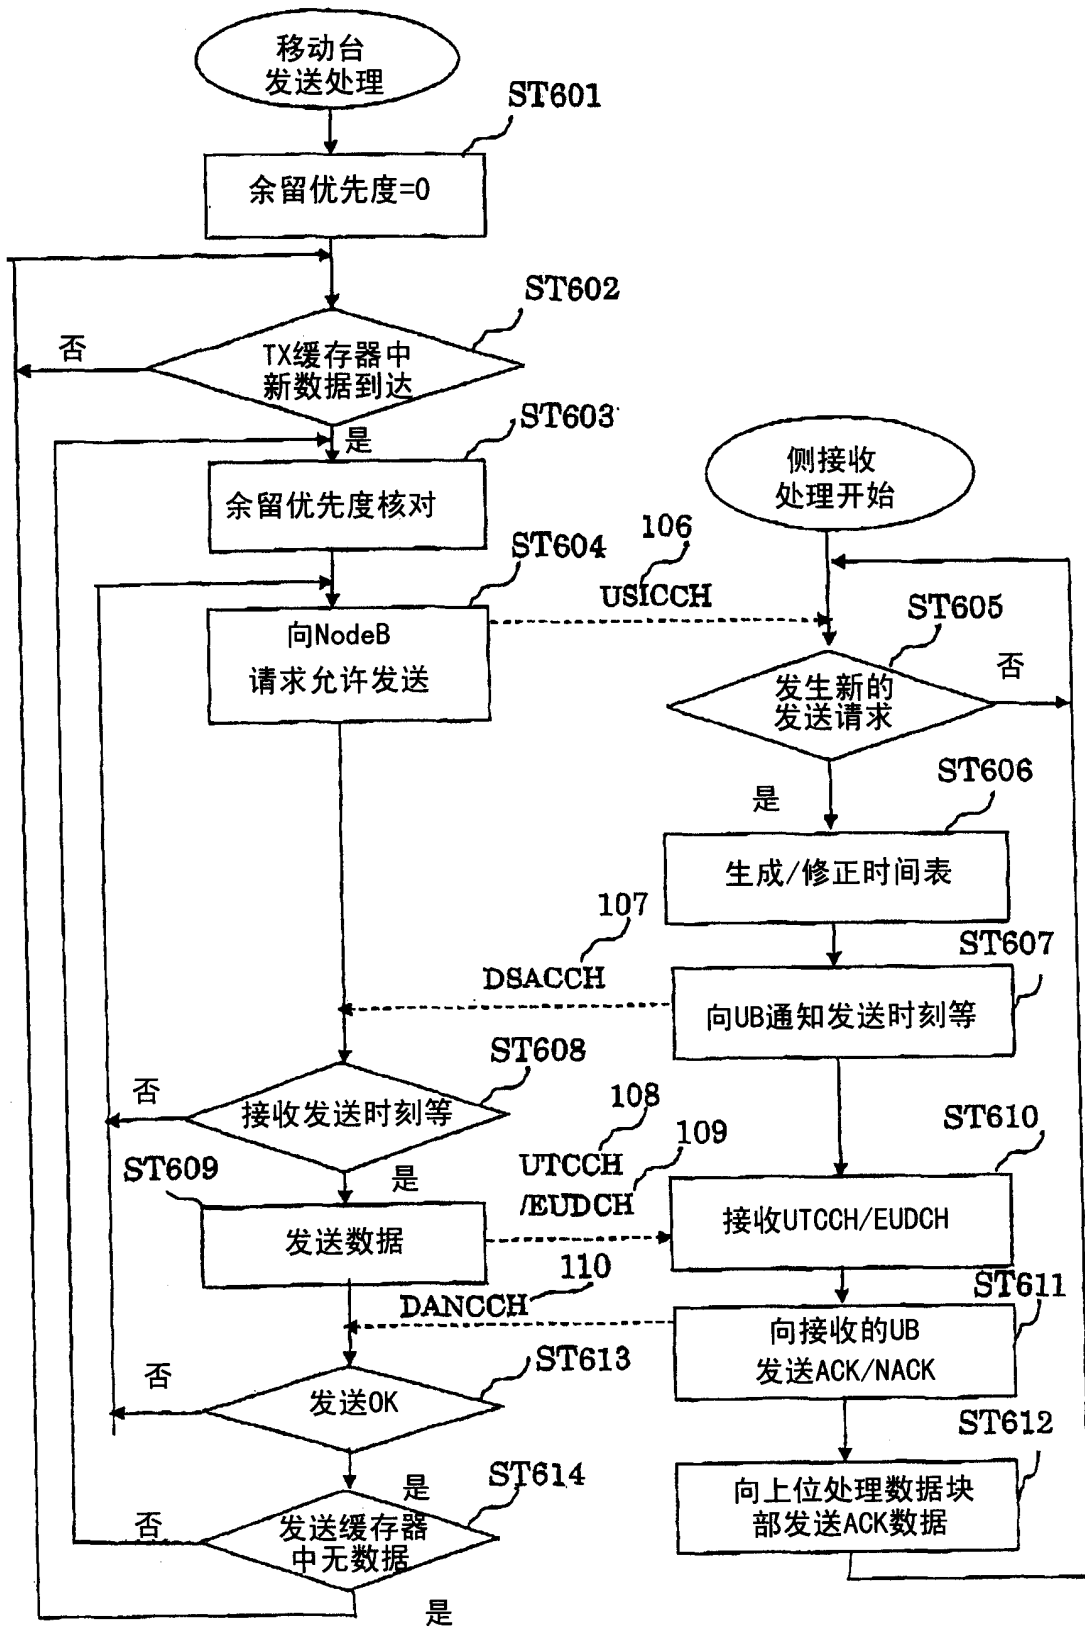 移动台
发送处理
ST601
余留优先度=0
ST602
否
TX缓存器中
新数据到达
ST603
是
余留优先度核对
侧接收
处理开始
ST604
106
USICCH
向NodeB
请求允许发送
ST605
否
发生新的
发送请求
是
ST606
生成/修正时间表
107
DSACCH
ST607
向UB通知发送时刻等
ST608
否
接收发送时刻等
是
ST609
108
UTCCH
109
/EUDCH
ST610
发送数据
接收UTCCH/EUDCH
110
DANCCH
ST611
向接收的UB
发送ACK/NACK
ST613
否
发送OK
是
ST612
向上位处理数据块
部发送ACK数据
ST614
否
发送缓存器
中无数据
是